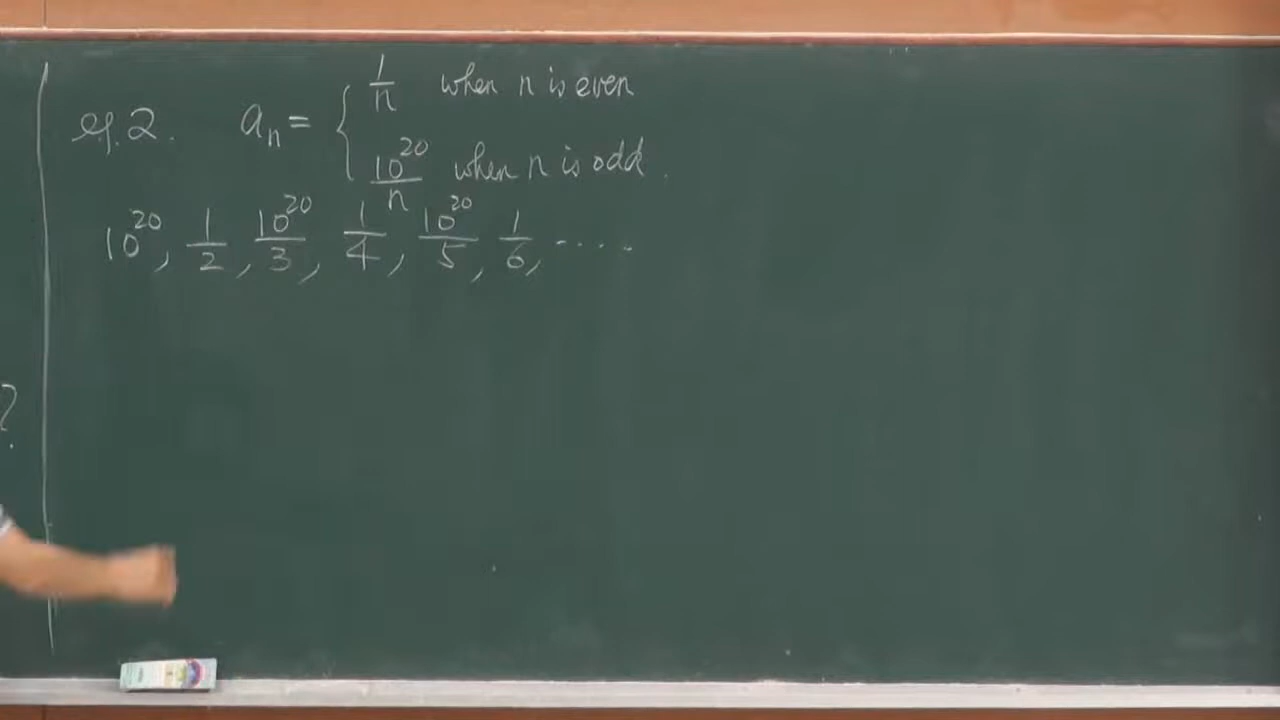 e.g.2. aₙ = { 1/n when n is even
10²⁰/n when n is odd.
10²⁰, 1/2, 10²⁰/3, 1/4, 10²⁰/5, 1/6, ·····
?